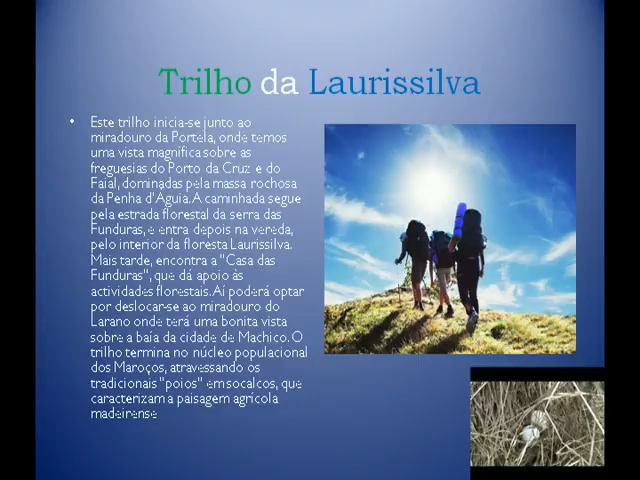 Trilho da Laurissilva
• Este trilho inicia-se junto ao
miradouro da Portela, onde temos
uma vista magnífica sobre as
freguesias do Porto da Cruz e do
Faial, dominadas pela massa rochosa
da Penha d'Águia. A caminhada segue
pela estrada florestal da serra das
Funduras, e entra depois na vereda,
pelo interior da floresta Laurissilva.
Mais tarde, encontra a "Casa das
Funduras", que dá apoio às
actividades florestais. Aí poderá optar
por deslocar-se ao miradouro do
Larano onde terá uma bonita vista
sobre a baía da cidade de Machico. O
trilho termina no núcleo populacional
dos Maroços, atravessando os
tradicionais "poios" em socalcos, que
caracterizam a paisagem agrícola
madeirense